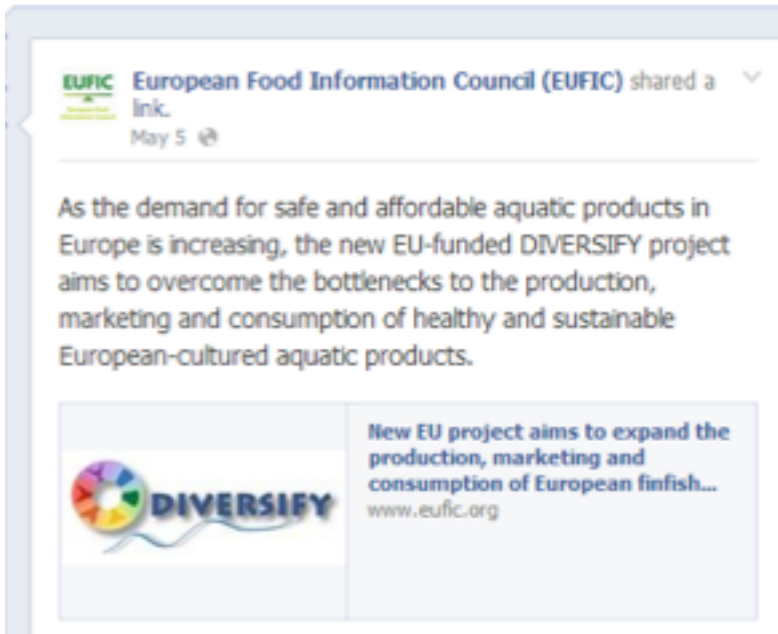 EUFIC
European Food Information Council (EUFIC) shared a
link.
May 5
As the demand for safe and affordable aquatic products in
Europe is increasing, the new EU-funded DIVERSIFY project
aims to overcome the bottlenecks to the production,
marketing and consumption of healthy and sustainable
European-cultured aquatic products.
DIVERSIFY
New EU project aims to expand the
production, marketing and
consumption of European finfish...
www.eufic.org